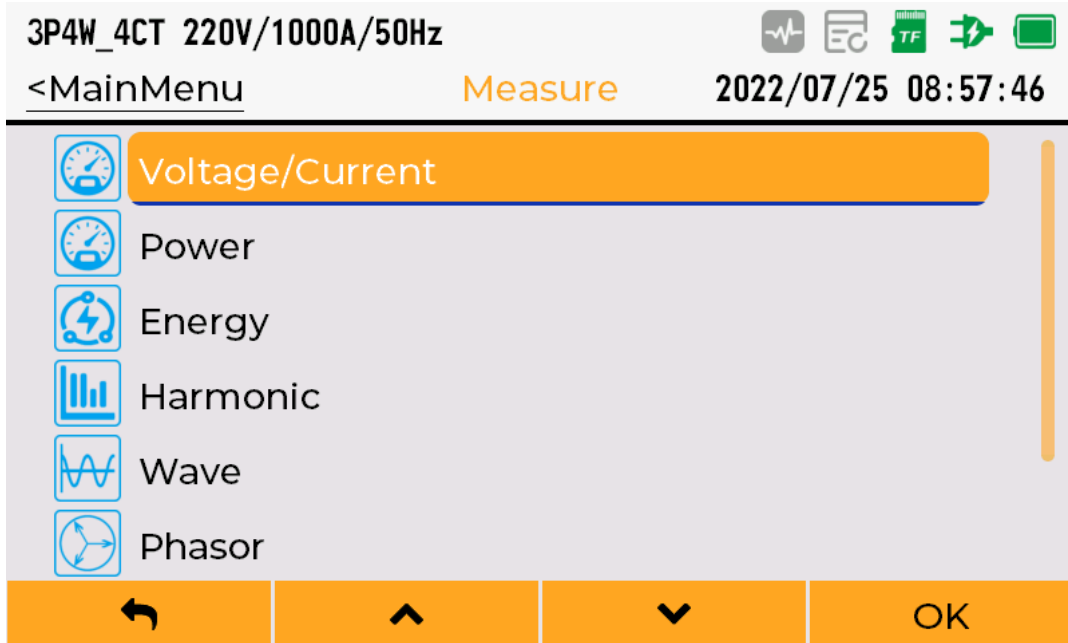 3P4W_4CT 220V/1000A/50Hz
TF
<MainMenu Measure 2022/07/25 08:57:46
Voltage/Current
Power
Energy
Harmonic
Wave
Phasor
OK